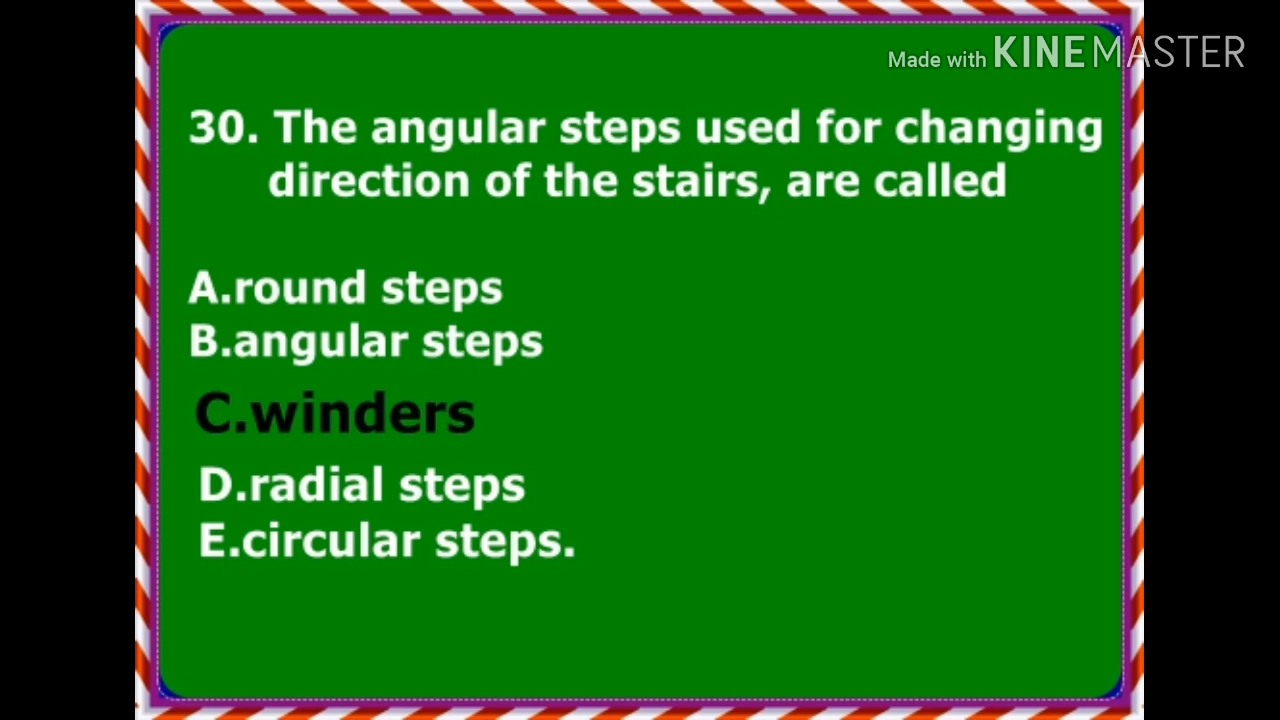 Made with KINEMASTER
30. The angular steps used for changing
direction of the stairs, are called
A.round steps
B.angular steps
C.winders
D.radial steps
E.circular steps.